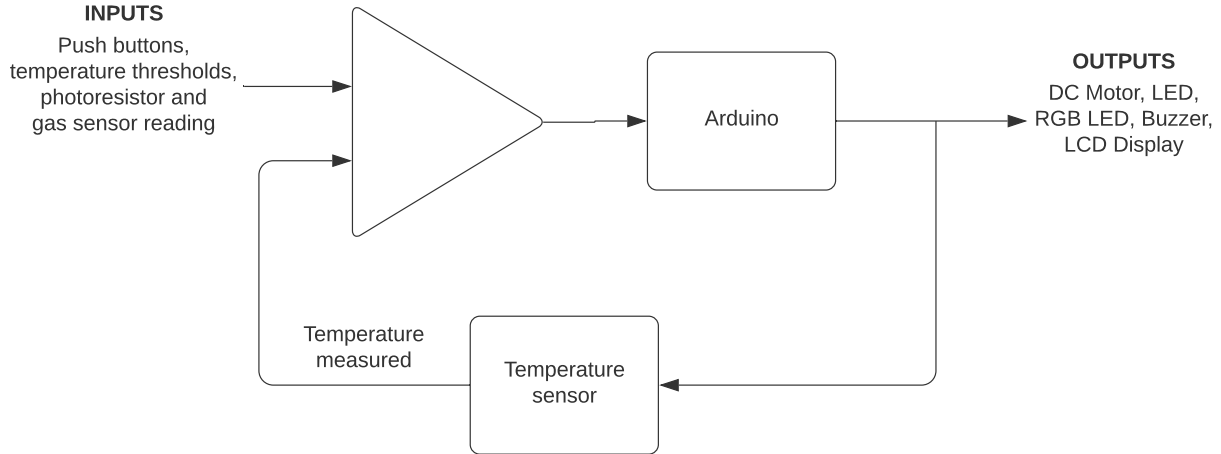 INPUTS
Push buttons,
temperature thresholds,
photoresistor and
gas sensor reading
Arduino
OUTPUTS
DC Motor, LED,
RGB LED, Buzzer,
LCD Display
Temperature
measured
Temperature
sensor